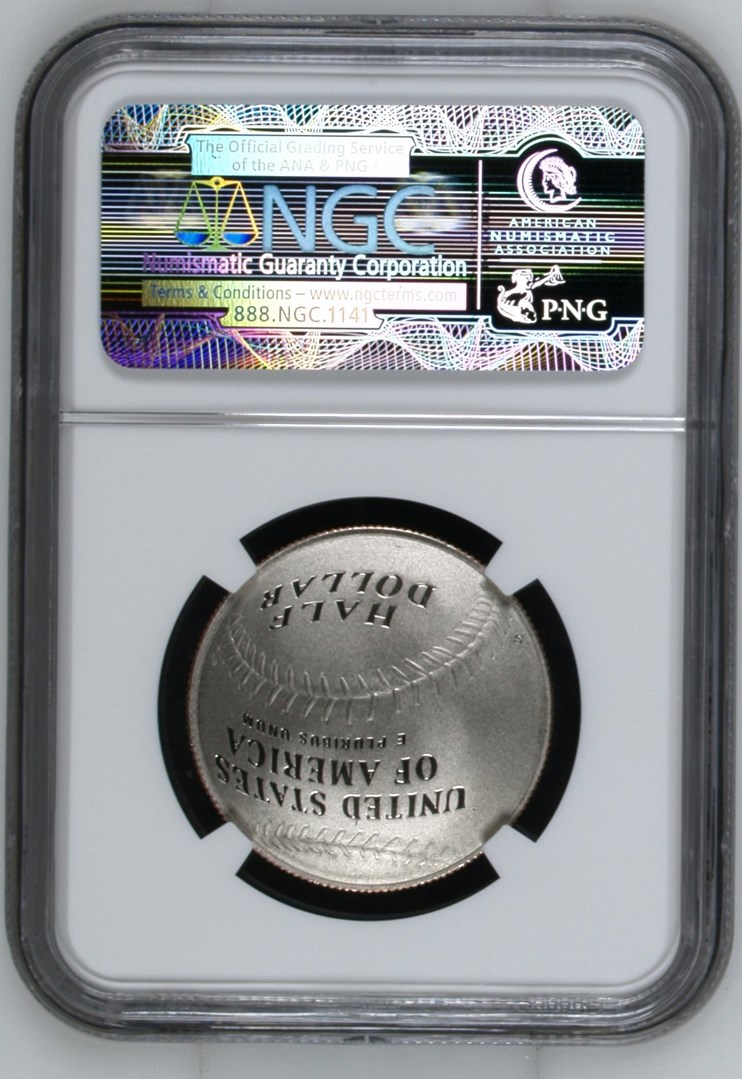 The Official Grading Service
of the ANA & PNG
NGC
Numismatic Guaranty Corporation
Terms & Conditions – www.ngcterms.com
888.NGC.1141
AMERICAN
NUMISMATIC
ASSOCIATION
P·N·G
UNITED STATES
OF AMERICA
E PLURIBUS UNUM
HALF
DOLLAR
S